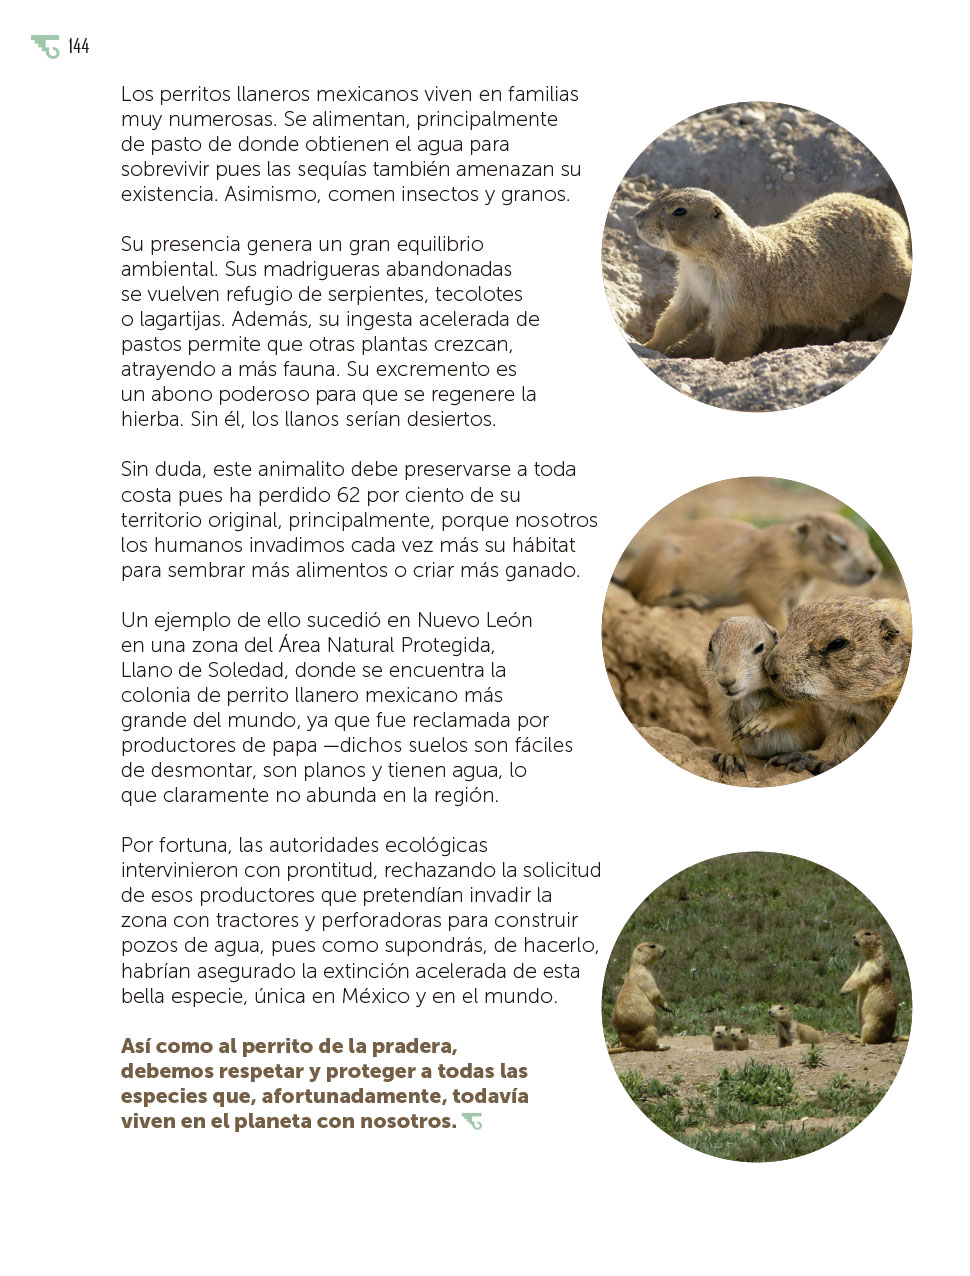 144
Los perritos llaneros mexicanos viven en familias
muy numerosas. Se alimentan, principalmente
de pasto de donde obtienen el agua para
sobrevivir pues las sequías también amenazan su
existencia. Asimismo, comen insectos y granos.
Su presencia genera un gran equilibrio
ambiental. Sus madrigueras abandonadas
se vuelven refugio de serpientes, tecolotes
o lagartijas. Además, su ingesta acelerada de
pastos permite que otras plantas crezcan,
atrayendo a más fauna. Su excremento es
un abono poderoso para que se regenere la
hierba. Sin él, los llanos serían desiertos.
Sin duda, este animalito debe preservarse a toda
costa pues ha perdido 62 por ciento de su
territorio original, principalmente, porque nosotros
los humanos invadimos cada vez más su hábitat
para sembrar más alimentos o criar más ganado.
Un ejemplo de ello sucedió en Nuevo León
en una zona del Área Natural Protegida,
Llano de Soledad, donde se encuentra la
colonia de perrito llanero mexicano más
grande del mundo, ya que fue reclamada por
productores de papa —dichos suelos son fáciles
de desmontar, son planos y tienen agua, lo
que claramente no abunda en la región.
Por fortuna, las autoridades ecológicas
intervinieron con prontitud, rechazando la solicitud
de esos productores que pretendían invadir la
zona con tractores y perforadoras para construir
pozos de agua, pues como supondrás, de hacerlo,
habrían asegurado la extinción acelerada de esta
bella especie, única en México y en el mundo.
Así como al perrito de la pradera,
debemos respetar y proteger a todas las
especies que, afortunadamente, todavía
viven en el planeta con nosotros.